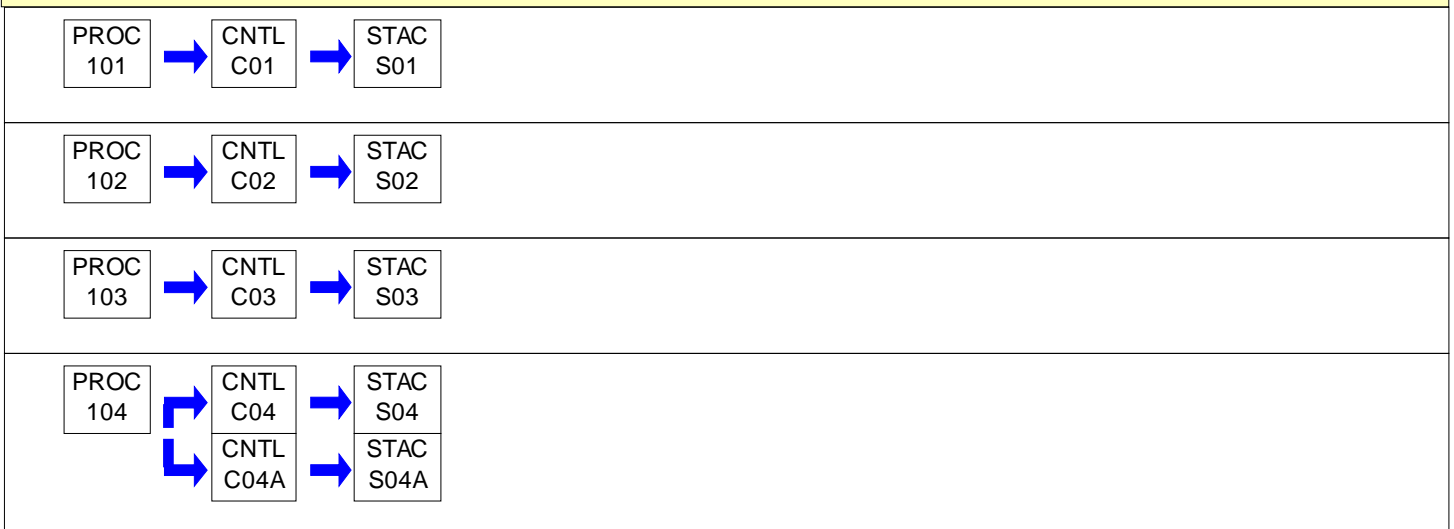 PROC CNTL STAC
101 C01 S01
PROC CNTL STAC
102 C02 S02
PROC CNTL STAC
103 C03 S03
PROC CNTL STAC
104 C04 S04
CNTL STAC
C04A S04A